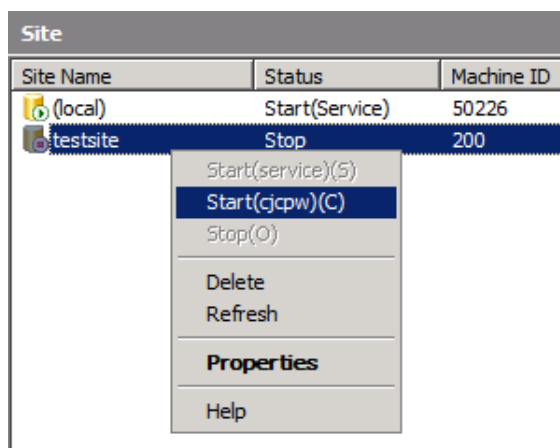 Site
Site Name Status Machine ID
(local) Start(Service) 50226
testsite Stop 200
Start(service)(S)
Start(cjcpw)(C)
Stop(O)
Delete
Refresh
Properties
Help